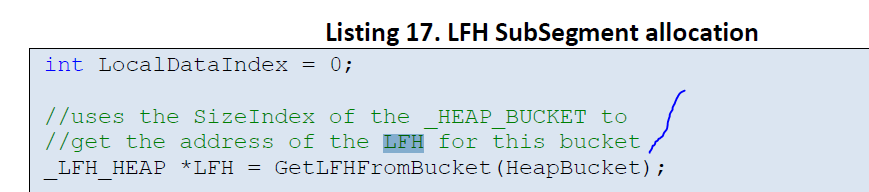 Listing 17. LFH SubSegment allocation
int LocalDataIndex = 0;
//uses the SizeIndex of the _HEAP_BUCKET to
//get the address of the LFH for this bucket
_LFH_HEAP *LFH = GetLFHFromBucket(HeapBucket);